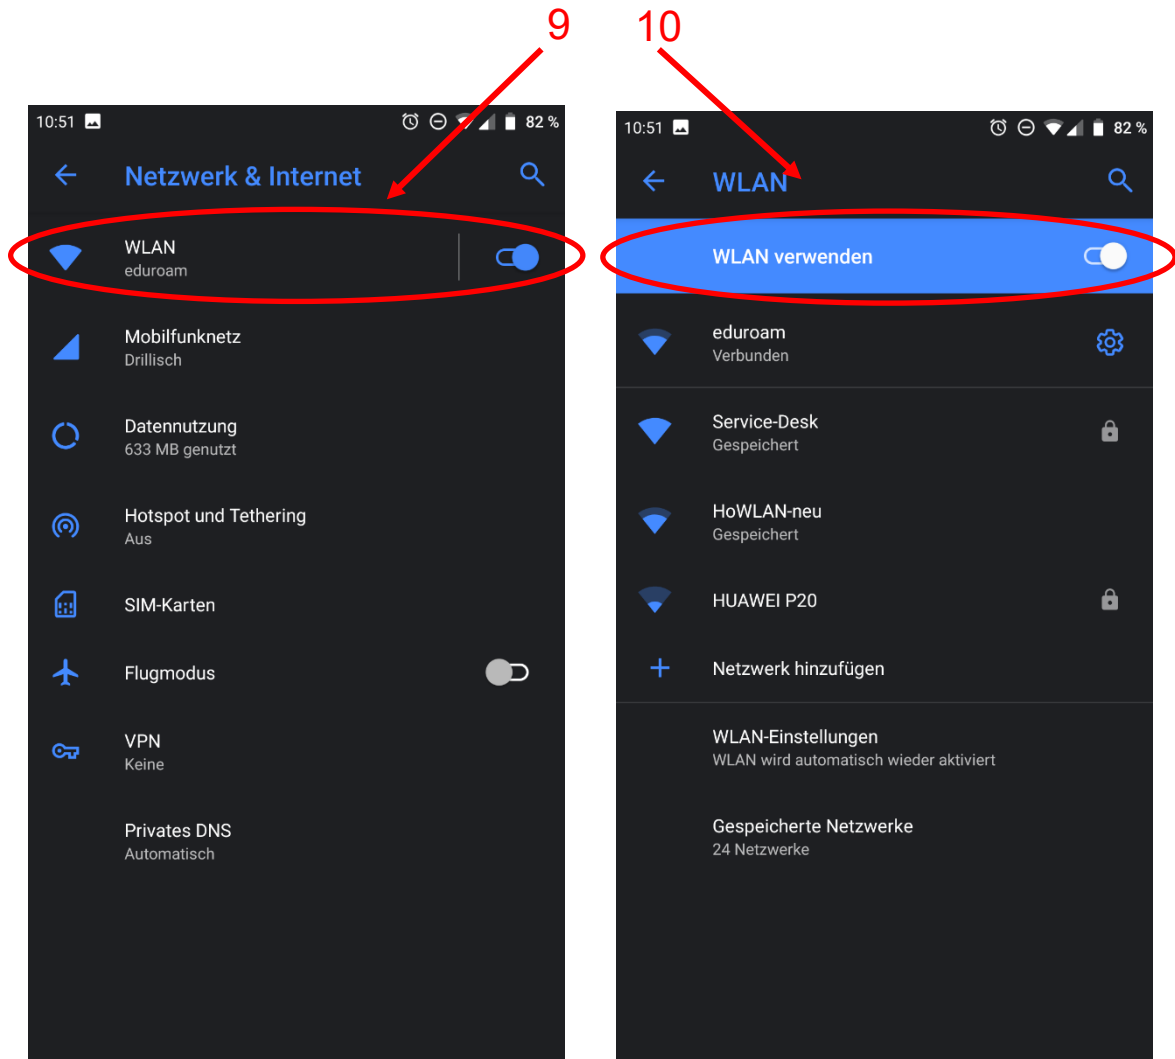 9
10
10:51
82 %
Netzwerk & Internet
WLAN
eduroam
Mobilfunknetz
Drillisch
Datennutzung
633 MB genutzt
Hotspot und Tethering
Aus
SIM-Karten
Flugmodus
VPN
Keine
Privates DNS
Automatisch
10:51
82 %
WLAN
WLAN verwenden
eduroam
Verbunden
Service-Desk
Gespeichert
HoWLAN-neu
Gespeichert
HUAWEI P20
Netzwerk hinzufügen
WLAN-Einstellungen
WLAN wird automatisch wieder aktiviert
Gespeicherte Netzwerke
24 Netzwerke